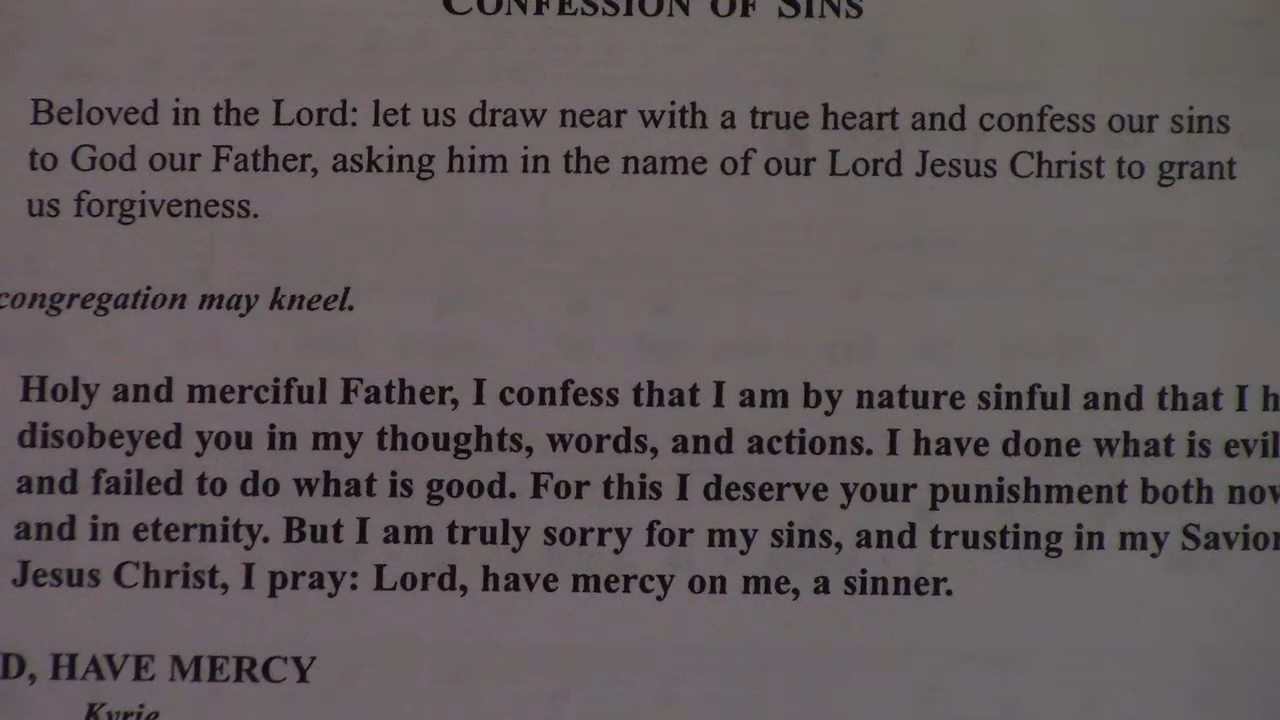 CONFESSION OF SINS
Beloved in the Lord: let us draw near with a true heart and confess our sins
to God our Father, asking him in the name of our Lord Jesus Christ to grant
us forgiveness.
congregation may kneel.
Holy and merciful Father, I confess that I am by nature sinful and that I h
disobeyed you in my thoughts, words, and actions. I have done what is evil
and failed to do what is good. For this I deserve your punishment both now
and in eternity. But I am truly sorry for my sins, and trusting in my Savior
Jesus Christ, I pray: Lord, have mercy on me, a sinner.
D, HAVE MERCY
Kyrie